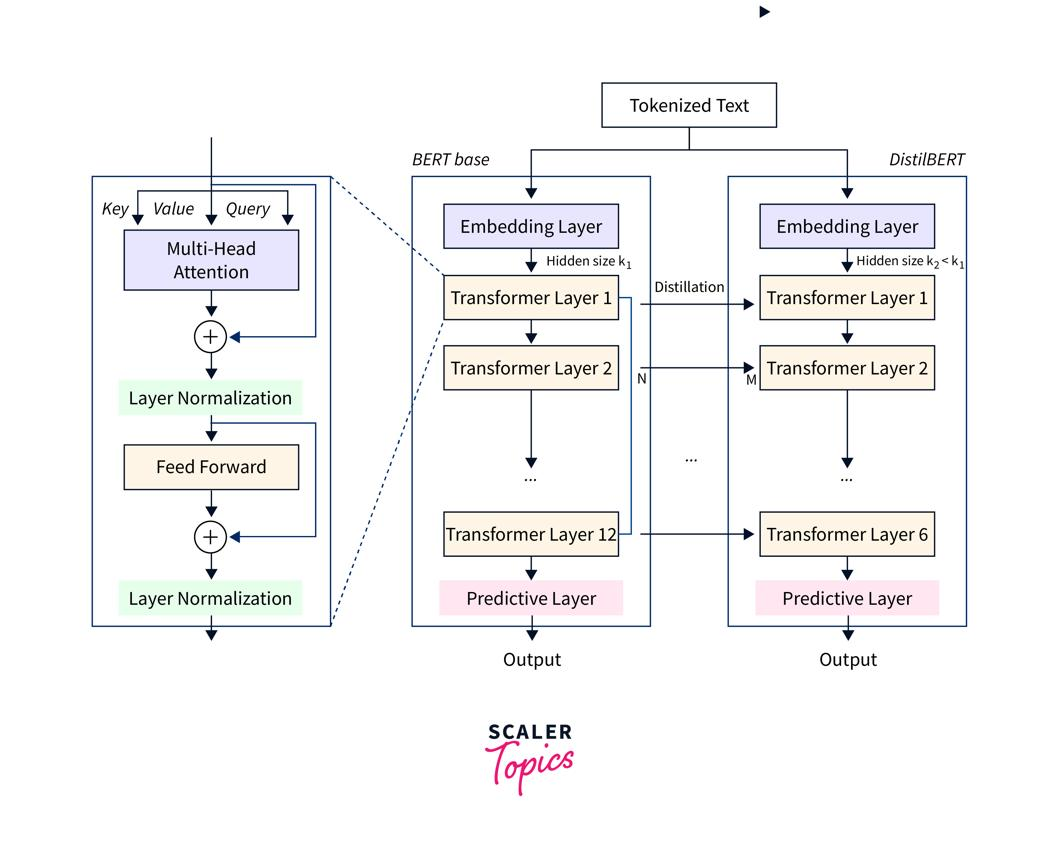 Tokenized Text
BERT base
DistilBERT
Key
Value
Query
Multi-Head
Attention
+
Layer Normalization
Feed Forward
+
Layer Normalization
Embedding Layer
Hidden size k₁
Transformer Layer 1
Transformer Layer 2
...
Transformer Layer 12
Predictive Layer
Output
Distillation
N
M
...
Embedding Layer
Hidden size k₂ < k₁
Transformer Layer 1
Transformer Layer 2
...
Transformer Layer 6
Predictive Layer
Output
SCALER
Topics